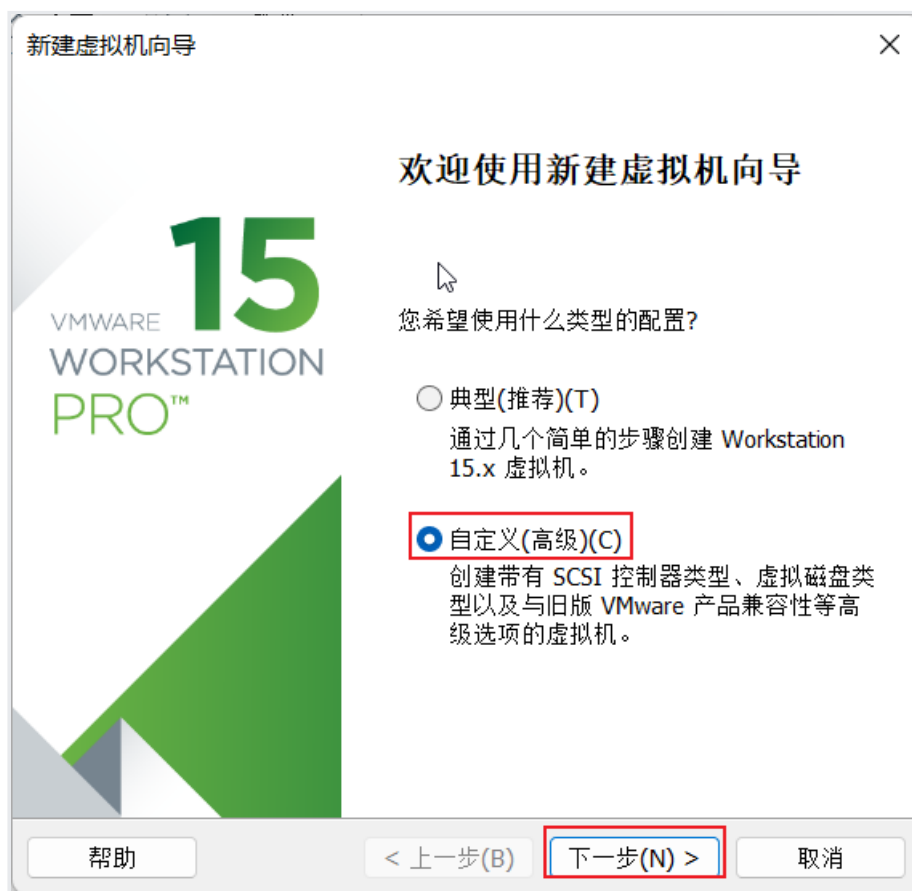 新建虚拟机向导
欢迎使用新建虚拟机向导
15
VMWARE
WORKSTATION
PRO™
您希望使用什么类型的配置?
典型(推荐)(T)
通过几个简单的步骤创建 Workstation
15.x 虚拟机。
自定义(高级)(C)
创建带有 SCSI 控制器类型、虚拟磁盘类
型以及与旧版 VMware 产品兼容性等高
级选项的虚拟机。
帮助
< 上一步(B)
下一步(N) >
取消